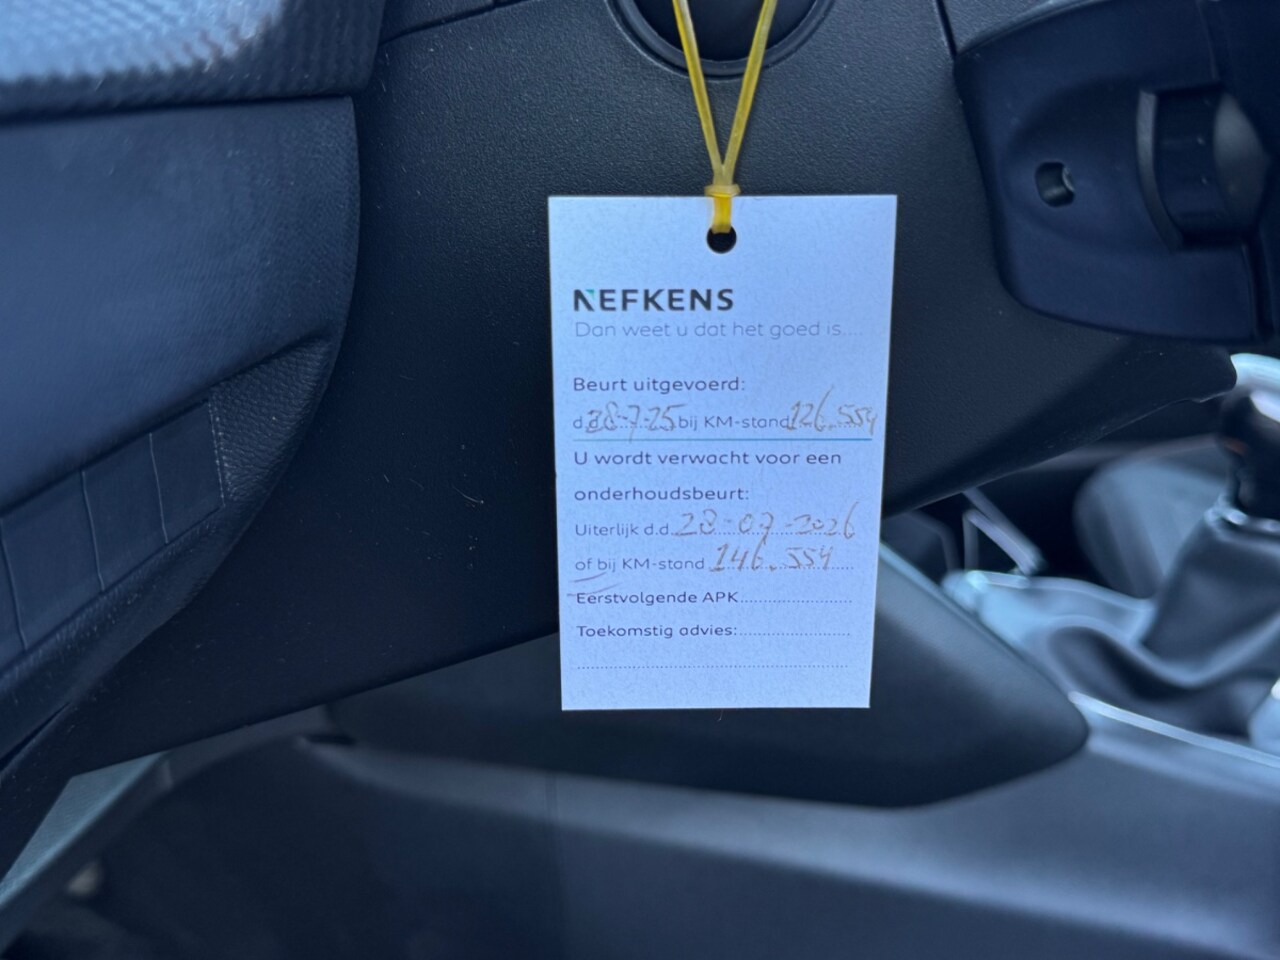 NEFKENS
Dan weet u dat het goed is....
Beurt uitgevoerd:
d.d. 28-7-25 bij KM-stand 126.554
U wordt verwacht voor een
onderhoudsbeurt:
Uiterlijk d.d. 28-07-2026
of bij KM-stand 146.554
Eerstvolgende APK....................
Toekomstig advies:....................